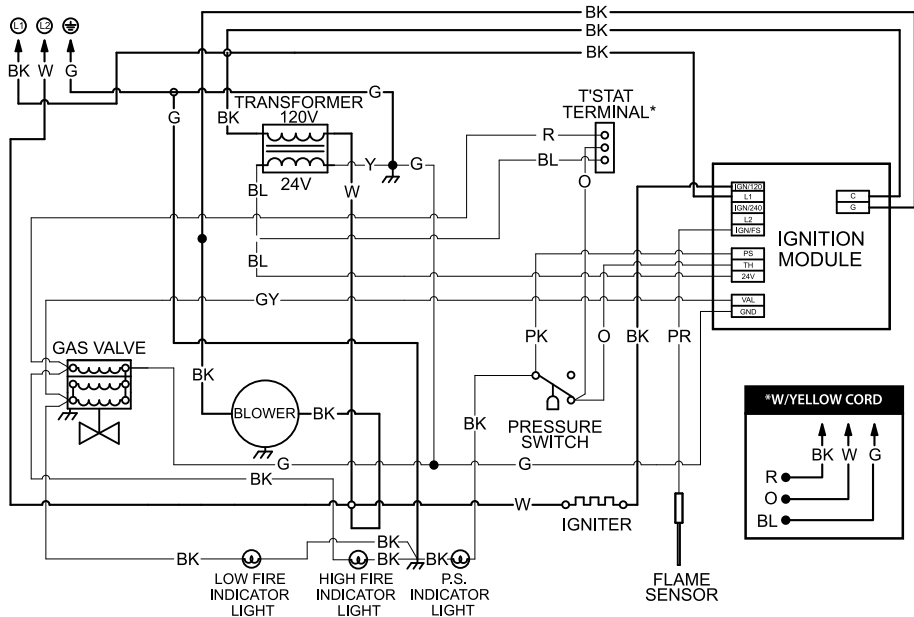 BK
L1 L2
BK
BK
BK W G
TRANSFORMER
120V
G
T'STAT
TERMINAL*
G
BK
R
BL
Y
G
24V
W
BL
O
IGN/120
L1
IGN/240
L2
IGN/FS
C
G
IGNITION
MODULE
BL
PS
TH
24V
GY
VAL
GND
PK
O
BK
PR
GAS VALVE
BK
BLOWER
BK
BK
PRESSURE
SWITCH
*W/YELLOW CORD
BK W G
R
O
BL
G
G
BK
W
IGNITER
BK
BK
BK
BK
LOW FIRE
INDICATOR
LIGHT
HIGH FIRE
INDICATOR
LIGHT
P.S.
INDICATOR
LIGHT
FLAME
SENSOR